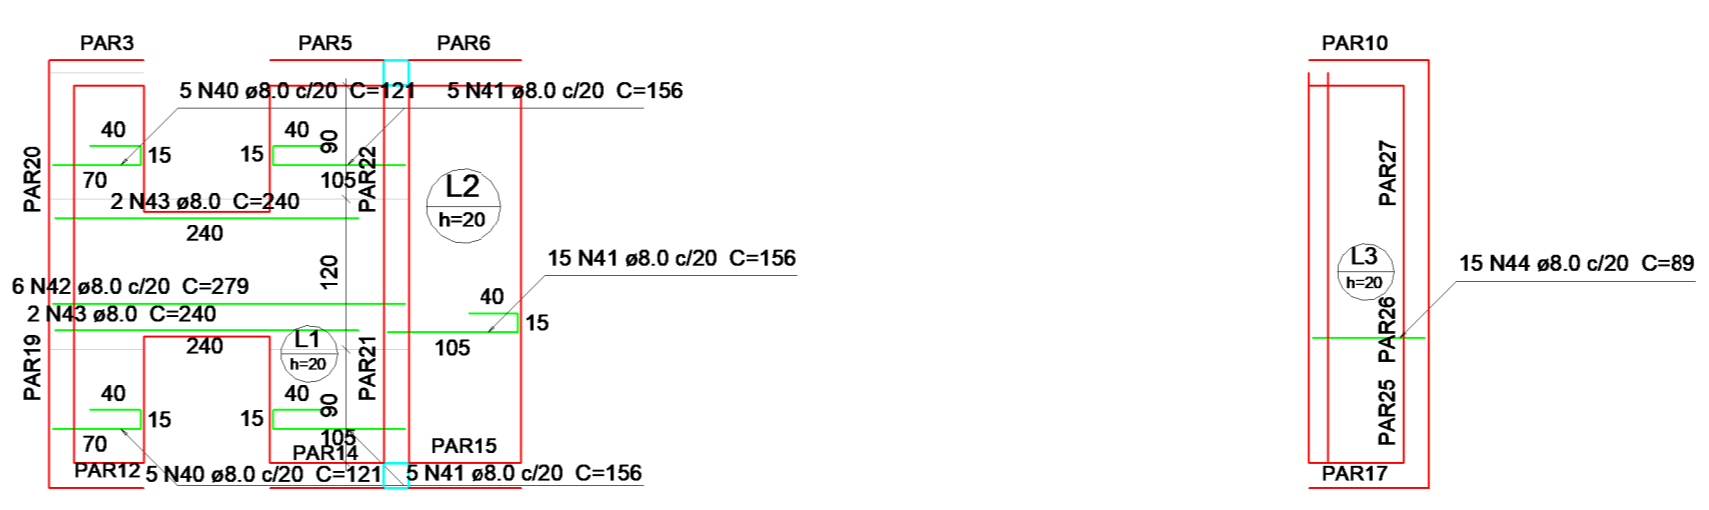 PAR3
PAR5
PAR6
PAR10
5 N40 ø8.0 c/20 C=121
5 N41 ø8.0 c/20 C=156
40
15
70
40
15
90
105
PAR20
PAR22
L2
h=20
PAR27
2 N43 ø8.0 C=240
240
120
15 N41 ø8.0 c/20 C=156
40
15
105
L3
h=20
15 N44 ø8.0 c/20 C=89
6 N42 ø8.0 c/20 C=279
2 N43 ø8.0 C=240
240
PAR19
L1
h=20
PAR21
PAR26
40
15
70
40
15
90
105
PAR25
PAR12
PAR14
PAR15
5 N40 ø8.0 c/20 C=121
5 N41 ø8.0 c/20 C=156
PAR17